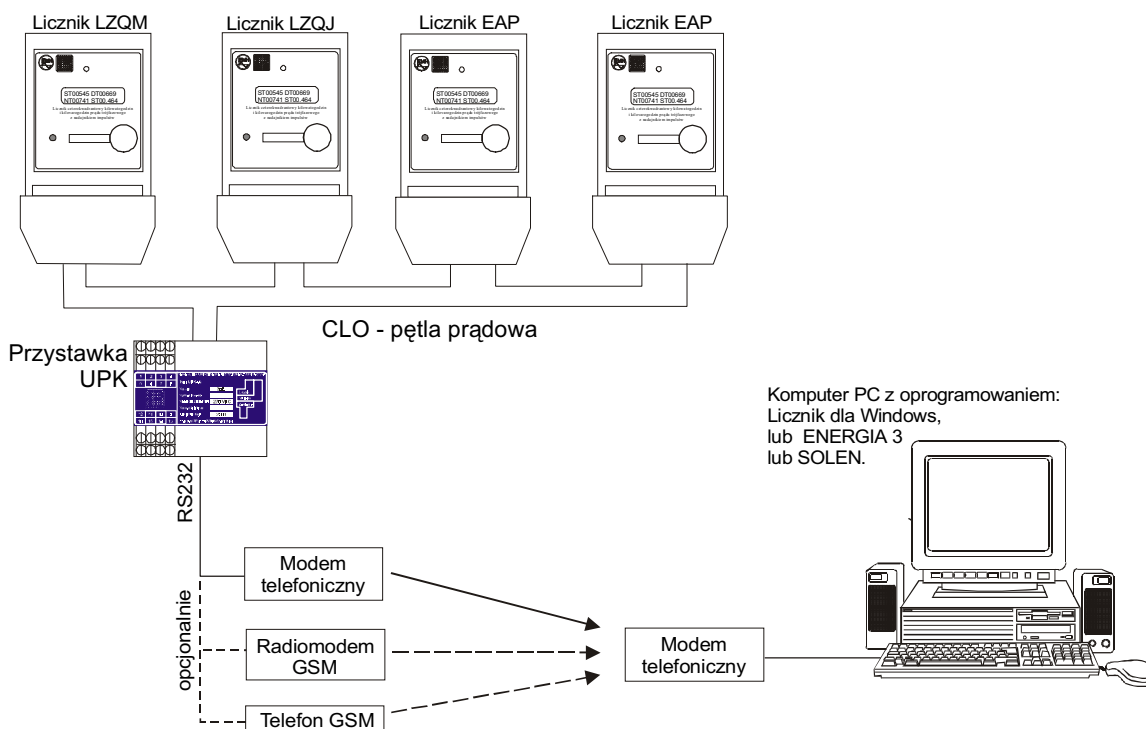 Licznik LZQM
Licznik LZQJ
Licznik EAP
Licznik EAP
ST00545 DT00669
NT00741 ST00.464
ST00545 DT00669
NT00741 ST00.464
ST00545 DT00669
NT00741 ST00.464
ST00545 DT00669
NT00741 ST00.464
CLO - pętla prądowa
Przystawka
UPK
RS232
Komputer PC z oprogramowaniem:
Licznik dla Windows,
lub ENERGIA 3
lub SOLEN.
Modem
telefoniczny
opcjonalnie
Radiomodem
GSM
Telefon GSM
Modem
telefoniczny